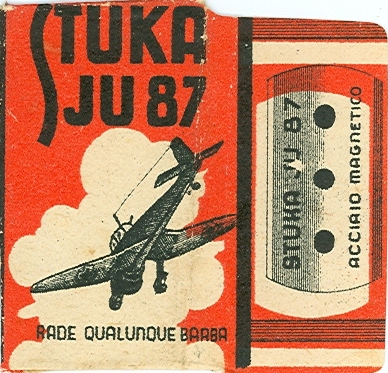 STUKA
JU 87
RADE QUALUNQUE BARBA
STUKA JU 87
ACCIAIO MAGNETICO